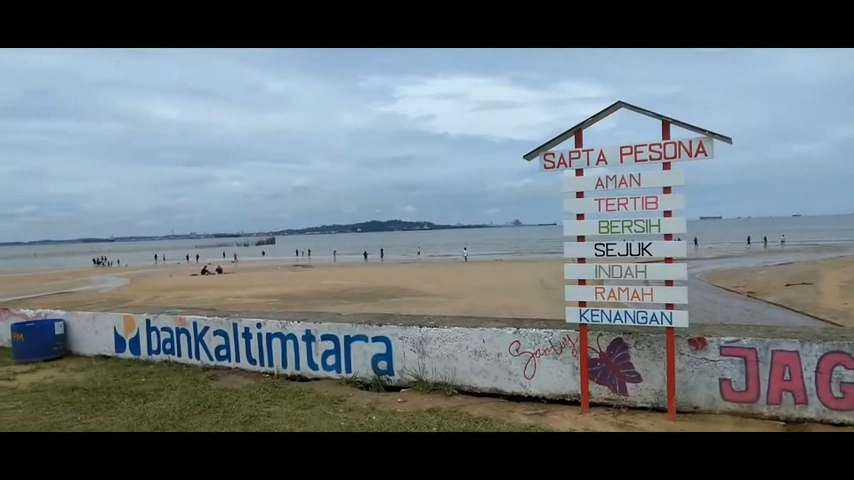 SAPTA PESONA
AMAN
TERTIB
BERSIH
SEJUK
INDAH
RAMAH
KENANGAN
bankaltimtara
JAG